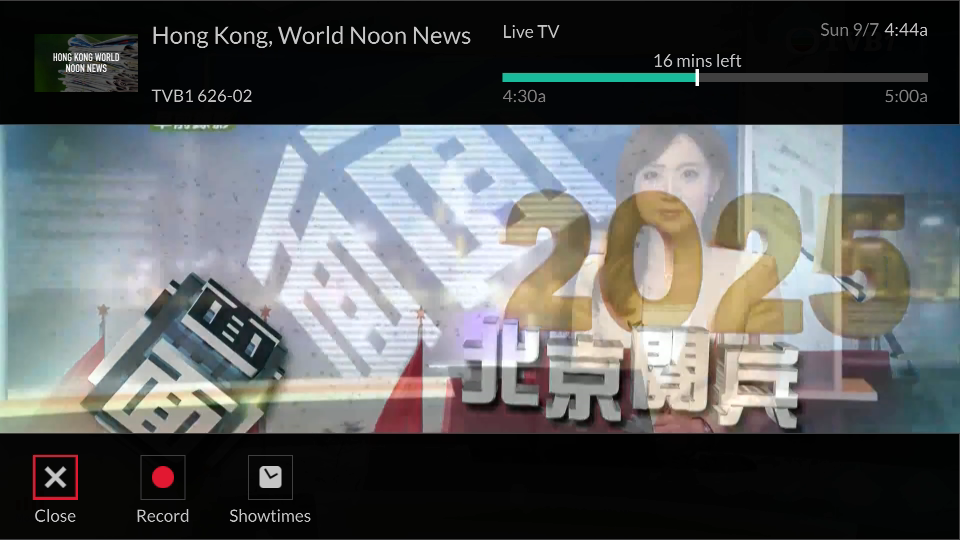 HONG KONG WORLD
NOON NEWS
Hong Kong, World Noon News
TVB1 626-02
Live TV
Sun 9/7 4:44a
16 mins left
4:30a
5:00a
2025
北京閱兵
Close
Record
Showtimes